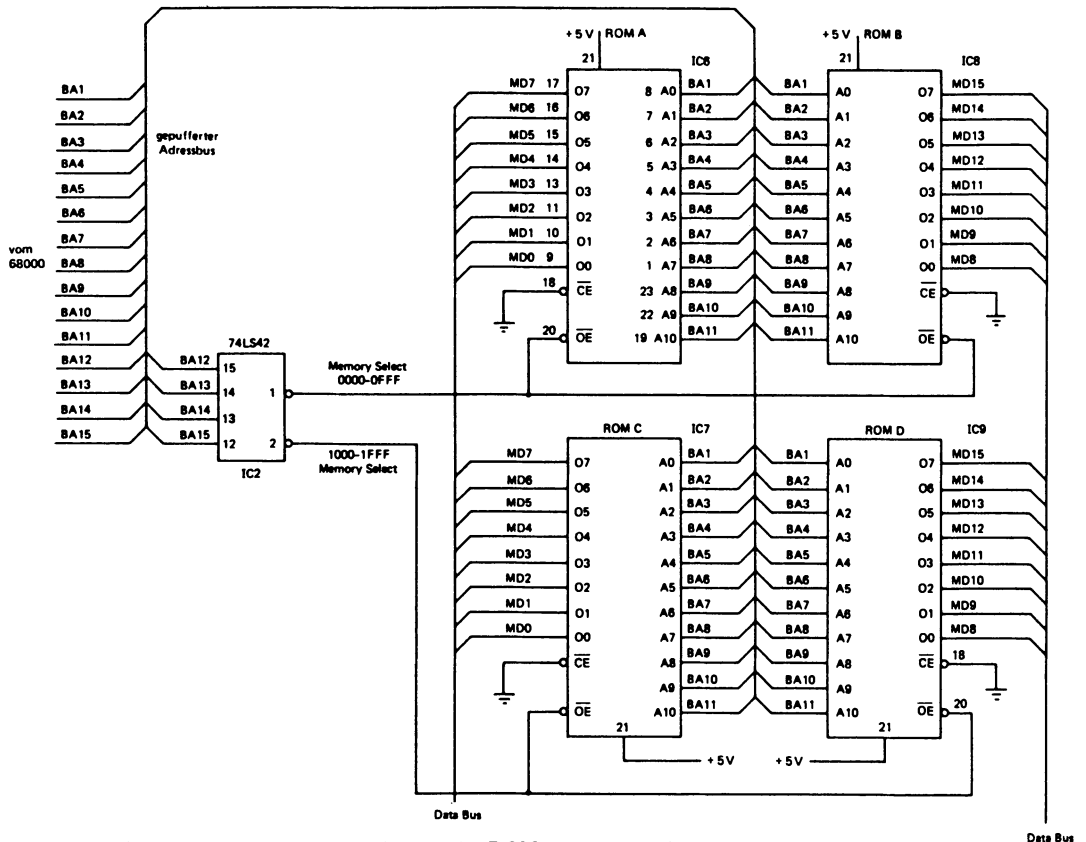 +5 V ROM A
21
IC6
+5 V ROM B
21
IC8
BA1
BA2
BA3
BA4
BA5
BA6
BA7
BA8
BA9
BA10
BA11
BA12
BA13
BA14
BA15
gepufferter
Adressbus
vom
68000
74LS42
BA12 15
BA13 14
BA14 13
BA15 12
1
2
IC2
Memory Select
0000-0FFF
1000-1FFF
Memory Select
MD7 17 O7 8 A0 BA1
MD6 16 O6 7 A1 BA2
MD5 15 O5 6 A2 BA3
MD4 14 O4 5 A3 BA4
MD3 13 O3 4 A4 BA5
MD2 11 O2 3 A5 BA6
MD1 10 O1 2 A6 BA7
MD0 9 O0 1 A7 BA8
18 CE 23 A8 BA9
22 A9 BA10
20 OE 19 A10 BA11
BA1 A0 O7 MD15
BA2 A1 O6 MD14
BA3 A2 O5 MD13
BA4 A3 O4 MD12
BA5 A4 O3 MD11
BA6 A5 O2 MD10
BA7 A6 O1 MD9
BA8 A7 O0 MD8
BA9 A8 CE
BA10 A9
BA11 A10 OE
ROM C IC7
MD7 O7 A0 BA1
MD6 O6 A1 BA2
MD5 O5 A2 BA3
MD4 O4 A3 BA4
MD3 O3 A4 BA5
MD2 O2 A5 BA6
MD1 O1 A6 BA7
MD0 O0 A7 BA8
CE A8 BA9
A9 BA10
OE A10 BA11
21
+5 V
ROM D IC9
BA1 A0 O7 MD15
BA2 A1 O6 MD14
BA3 A2 O5 MD13
BA4 A3 O4 MD12
BA5 A4 O3 MD11
BA6 A5 O2 MD10
BA7 A6 O1 MD9
BA8 A7 O0 MD8
BA9 A8 CE 18
BA10 A9
BA11 A10 OE 20
21
+5 V
Data Bus
Data Bus